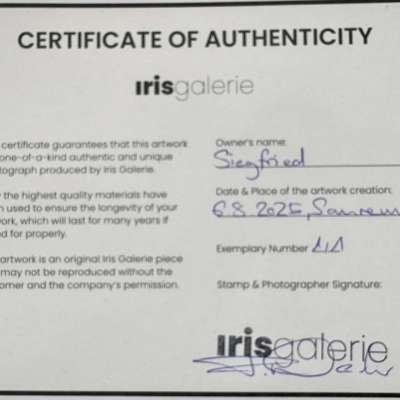 CERTIFICATE OF AUTHENTICITY
irisgalerie
certificate guarantees that this artwork
one-of-a-kind authentic and unique
tograph produced by Iris Galerie.
the highest quality materials have
n used to ensure the longevity of your
ork, which will last for many years if
d for properly.
artwork is an original Iris Galerie piece
may not be reproduced without the
omer and the company's permission.
Owner's name:
Siegfried
Date & Place of the artwork creation:
6.8.2025, Sanrem
Exemplary Number 1/1
Stamp & Photographer Signature:
irisgalerie